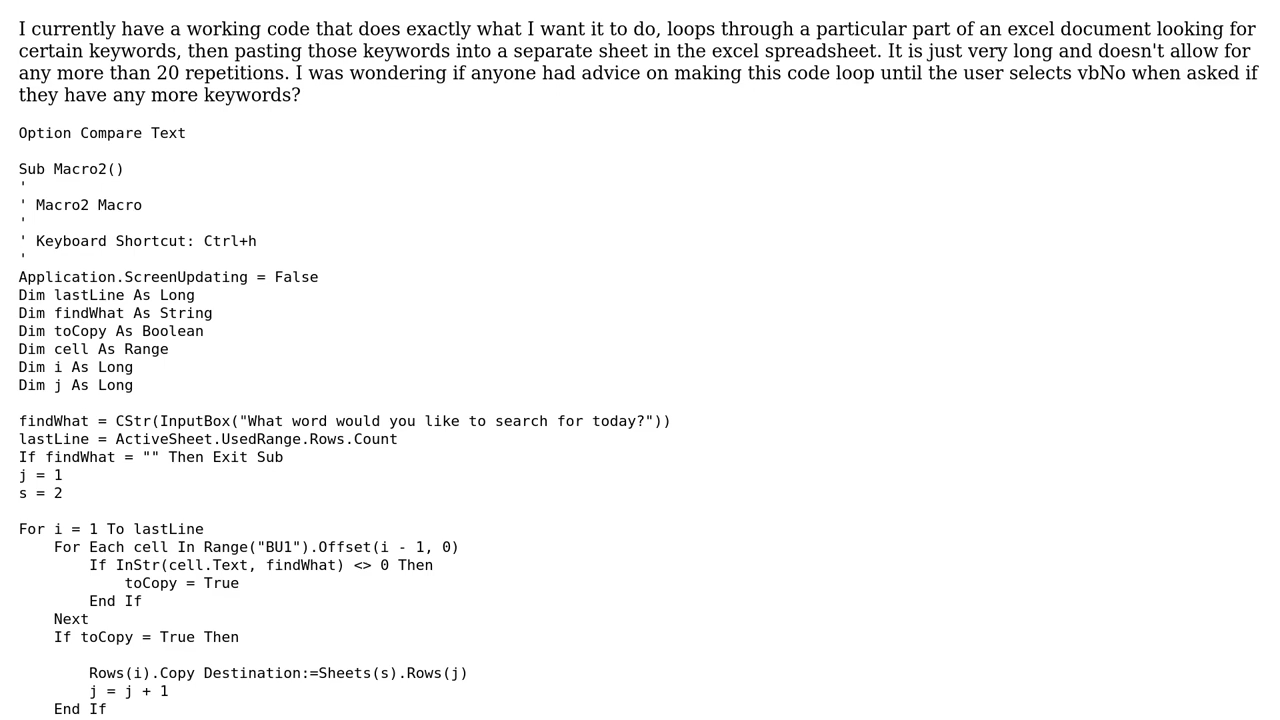 I currently have a working code that does exactly what I want it to do, loops through a particular part of an excel document looking for
certain keywords, then pasting those keywords into a separate sheet in the excel spreadsheet. It is just very long and doesn't allow for
any more than 20 repetitions. I was wondering if anyone had advice on making this code loop until the user selects vbNo when asked if
they have any more keywords?

Option Compare Text

Sub Macro2()
'
' Macro2 Macro
'
' Keyboard Shortcut: Ctrl+h
'
Application.ScreenUpdating = False
Dim lastLine As Long
Dim findWhat As String
Dim toCopy As Boolean
Dim cell As Range
Dim i As Long
Dim j As Long

findWhat = CStr(InputBox("What word would you like to search for today?"))
lastLine = ActiveSheet.UsedRange.Rows.Count
If findWhat = "" Then Exit Sub
j = 1
s = 2

For i = 1 To lastLine
    For Each cell In Range("BU1").Offset(i - 1, 0)
        If InStr(cell.Text, findWhat) <> 0 Then
            toCopy = True
        End If
    Next
    If toCopy = True Then

        Rows(i).Copy Destination:=Sheets(s).Rows(j)
        j = j + 1
    End If